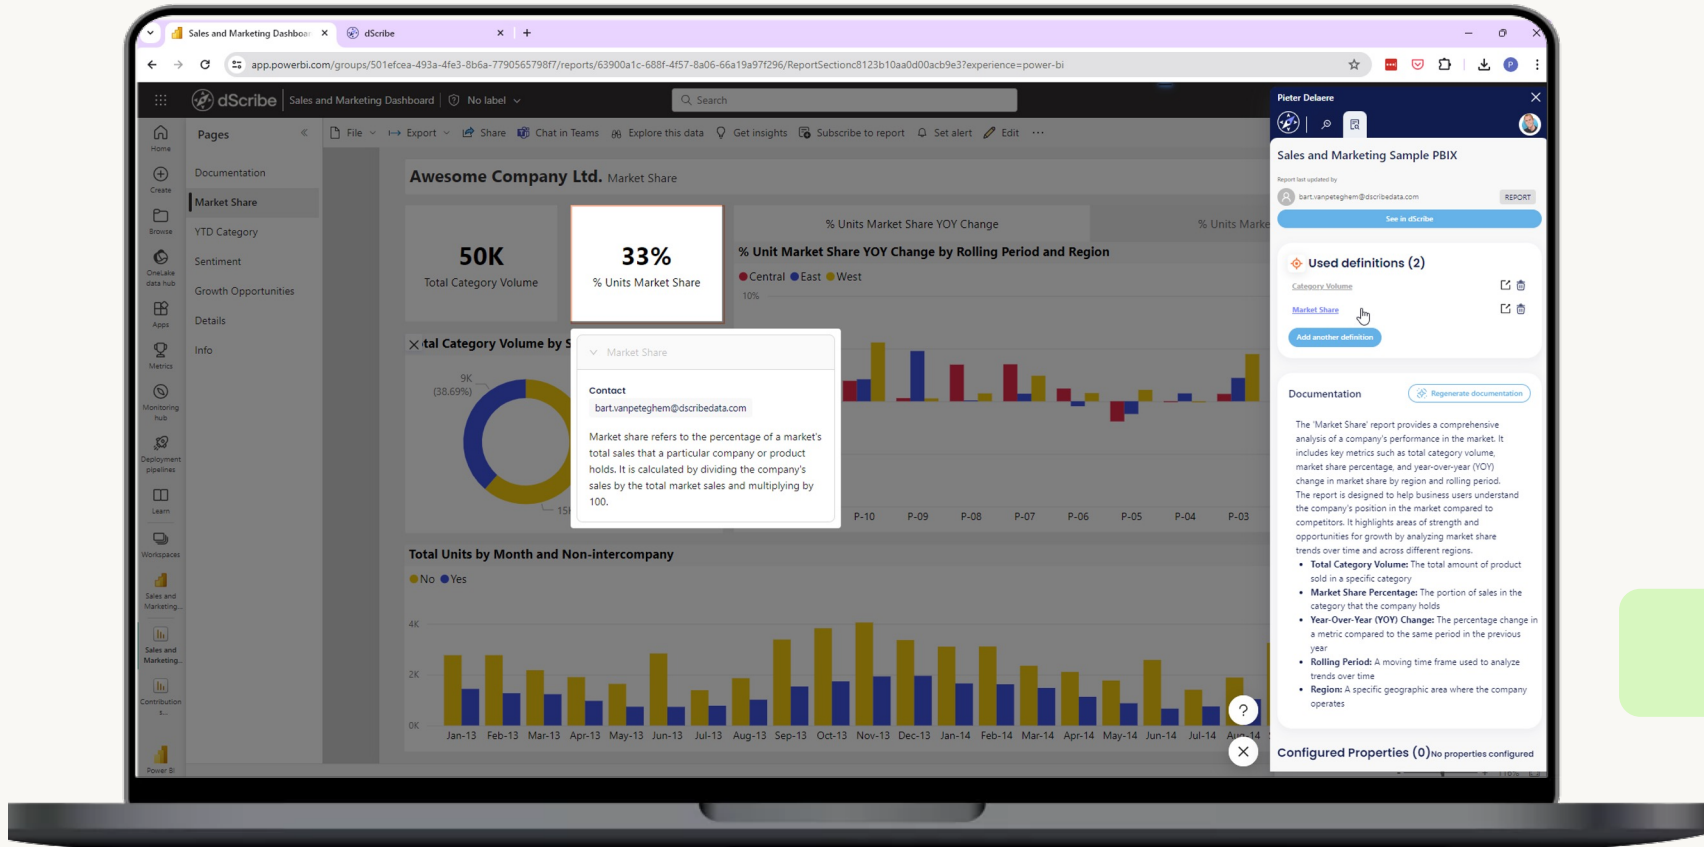 Sales and Marketing Dashboar
dScribe
app.powerbi.com/groups/501efcea-493a-4fe3-8b6a-7790565798f7/reports/63900a1c-688f-4f57-8a06-66a19a97f296/ReportSectionc8123b10aa0d00acb9e3?experience=power-bi
P
dScribe
Sales and Marketing Dashboard
No label
Search
File
Export
Share
Chat in Teams
Explore this data
Get insights
Subscribe to report
Set alert
Edit
Home
Create
Browse
OneLake
data hub
Apps
Metrics
Monitoring
hub
Deployment
pipelines
Learn
Workspaces
Sales and
Marketing...
Sales and
Marketing...
Contribution
s...
Power BI
Pages
Documentation
Market Share
YTD Category
Sentiment
Growth Opportunities
Details
Info
Awesome Company Ltd. Market Share
50K
Total Category Volume
33%
% Units Market Share
% Units Market Share YOY Change
% Units Marke
% Unit Market Share YOY Change by Rolling Period and Region
Central East West
10%
P-10 P-09 P-08 P-07 P-06 P-05 P-04 P-03
tal Category Volume by S
9K
(38.69%)
15
Market Share
Contact
bart.vanpeteghem@dscribedata.com
Market share refers to the percentage of a market's
total sales that a particular company or product
holds. It is calculated by dividing the company's
sales by the total market sales and multiplying by
100.
Total Units by Month and Non-intercompany
No Yes
4K
2K
0K
Jan-13 Feb-13 Mar-13 Apr-13 May-13 Jun-13 Jul-13 Aug-13 Sep-13 Oct-13 Nov-13 Dec-13 Jan-14 Feb-14 Mar-14 Apr-14 May-14 Jun-14 Jul-14 Aug-14
?
Pieter Delaere
Sales and Marketing Sample PBIX
Report last updated by
bart.vanpeteghem@dscribedata.com
REPORT
See in dScribe
Used definitions (2)
Category Volume
Market Share
Add another definition
Documentation
Regenerate documentation
The 'Market Share' report provides a comprehensive
analysis of a company's performance in the market. It
includes key metrics such as total category volume,
market share percentage, and year-over-year (YOY)
change in market share by region and rolling period.
The report is designed to help business users understand
the company's position in the market compared to
competitors. It highlights areas of strength and
opportunities for growth by analyzing market share
trends over time and across different regions.
• Total Category Volume: The total amount of product
sold in a specific category
• Market Share Percentage: The portion of sales in the
category that the company holds
• Year-Over-Year (YOY) Change: The percentage change in
a metric compared to the same period in the previous
year
• Rolling Period: A moving time frame used to analyze
trends over time
• Region: A specific geographic area where the company
operates
Configured Properties (0) No properties configured